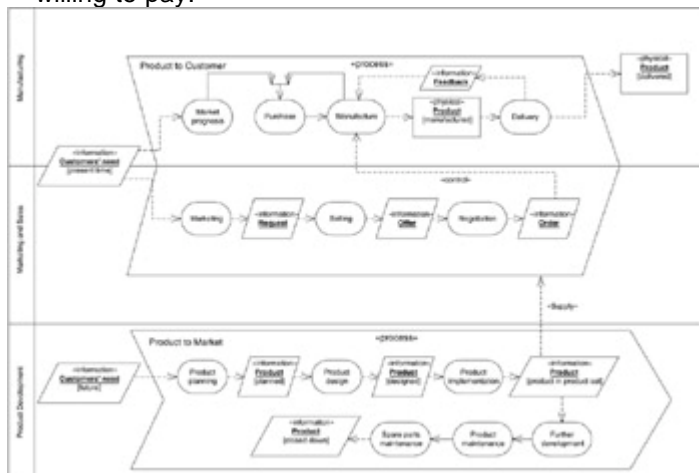 willing to pay.
Manufacturing
Product to Customer
«process»
«information»
Feedback
«physical»
Product
[delivered]
Market
prognosis
Purchase
Manufacture
«physical»
Product
[manufactured]
Delivery
«information»
Customers' need
[present time]
Marketing and Sales
«control»
Marketing
«information»
Request
Selling
«information»
Offer
Negotiation
«information»
Order
«Supply»
Product Development
Product to Market
«process»
«information»
Customers' need
[future]
Product
planning
«information»
Product
[planned]
Product
design
«information»
Product
[designed]
Product
implementation
«information»
Product
[product in product set]
«information»
Product
[closed down]
Spare parts
maintenance
Product
maintenance
Further
development